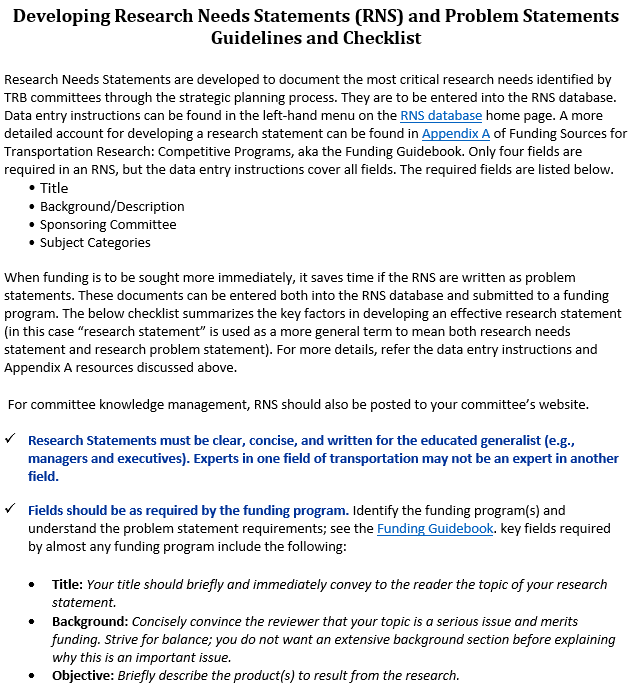 Developing Research Needs Statements (RNS) and Problem Statements
Guidelines and Checklist
Research Needs Statements are developed to document the most critical research needs identified by
TRB committees through the strategic planning process. They are to be entered into the RNS database.
Data entry instructions can be found in the left-hand menu on the RNS database home page. A more
detailed account for developing a research statement can be found in Appendix A of Funding Sources for
Transportation Research: Competitive Programs, aka the Funding Guidebook. Only four fields are
required in an RNS, but the data entry instructions cover all fields. The required fields are listed below.
• Title
• Background/Description
• Sponsoring Committee
• Subject Categories
When funding is to be sought more immediately, it saves time if the RNS are written as problem
statements. These documents can be entered both into the RNS database and submitted to a funding
program. The below checklist summarizes the key factors in developing an effective research statement
(in this case “research statement” is used as a more general term to mean both research needs
statement and research problem statement). For more details, refer the data entry instructions and
Appendix A resources discussed above.
For committee knowledge management, RNS should also be posted to your committee’s website.
✓ Research Statements must be clear, concise, and written for the educated generalist (e.g.,
managers and executives). Experts in one field of transportation may not be an expert in another
field.
✓ Fields should be as required by the funding program. Identify the funding program(s) and
understand the problem statement requirements; see the Funding Guidebook. key fields required
by almost any funding program include the following:
• Title: Your title should briefly and immediately convey to the reader the topic of your research
statement.
• Background: Concisely convince the reviewer that your topic is a serious issue and merits
funding. Strive for balance; you do not want an extensive background section before explaining
why this is an important issue.
• Objective: Briefly describe the product(s) to result from the research.